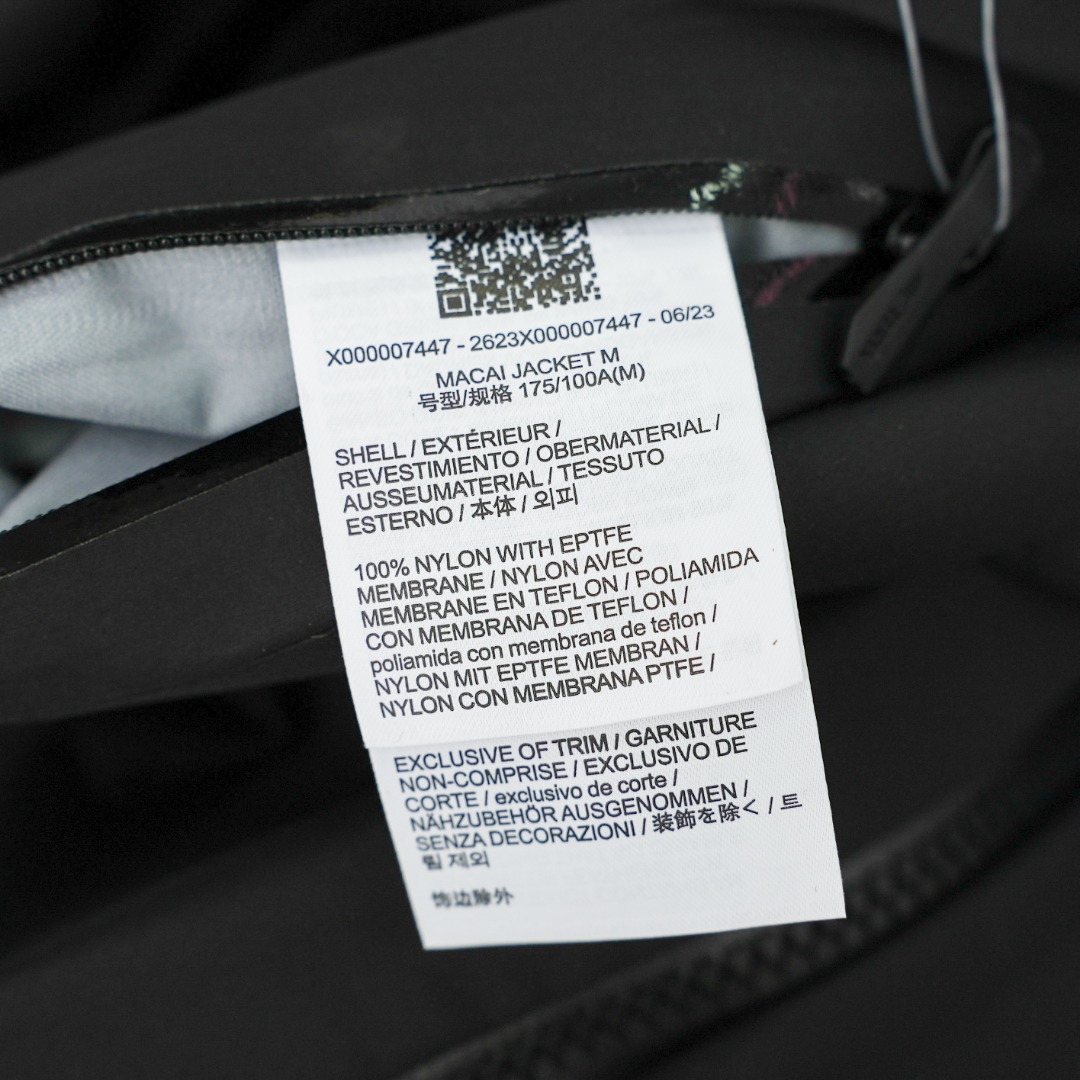 X000007447 - 2623X000007447 - 06/23
MACAI JACKET M
号型/规格 175/100A(M)
SHELL / EXTÉRIEUR /
REVESTIMIENTO / OBERMATERIAL /
AUSSEUMATERIAL / TESSUTO
ESTERNO / 本体 / 외피
100% NYLON WITH EPTFE
MEMBRANE / NYLON AVEC
MEMBRANE EN TEFLON / POLIAMIDA
CON MEMBRANA DE TEFLON /
poliamida con membrana de teflon /
NYLON MIT EPTFE MEMBRAN /
NYLON CON MEMBRANA PTFE /
EXCLUSIVE OF TRIM / GARNITURE
NON-COMPRISE / EXCLUSIVO DE
CORTE / exclusivo de corte /
NÄHZUBEHÖR AUSGENOMMEN /
SENZA DECORAZIONI / 装飾を除く / 트
림 제외
饰边除外